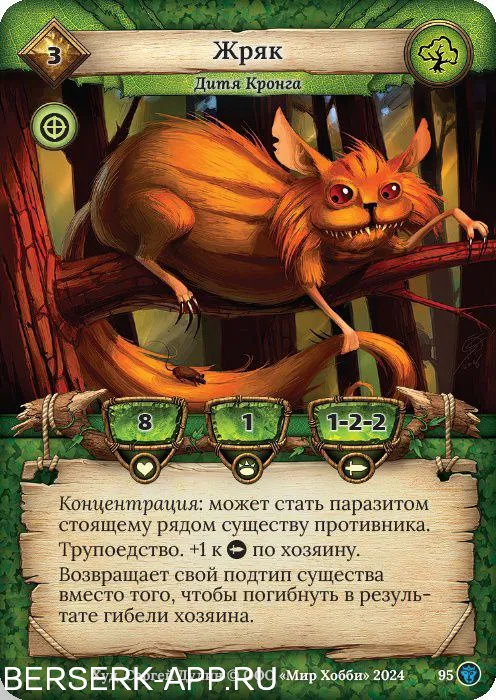 3
Жряк
Дитя Кронга
8
1
1-2-2
Концентрация: может стать паразитом
стоящему рядом существу противника.
Трупоедство. +1 к по хозяину.
Возвращает свой подтип существа
вместо того, чтобы погибнуть в резуль-
тате гибели хозяина.
© ООО «Мир Хобби» 2024
95
BERSERK-APP.RU